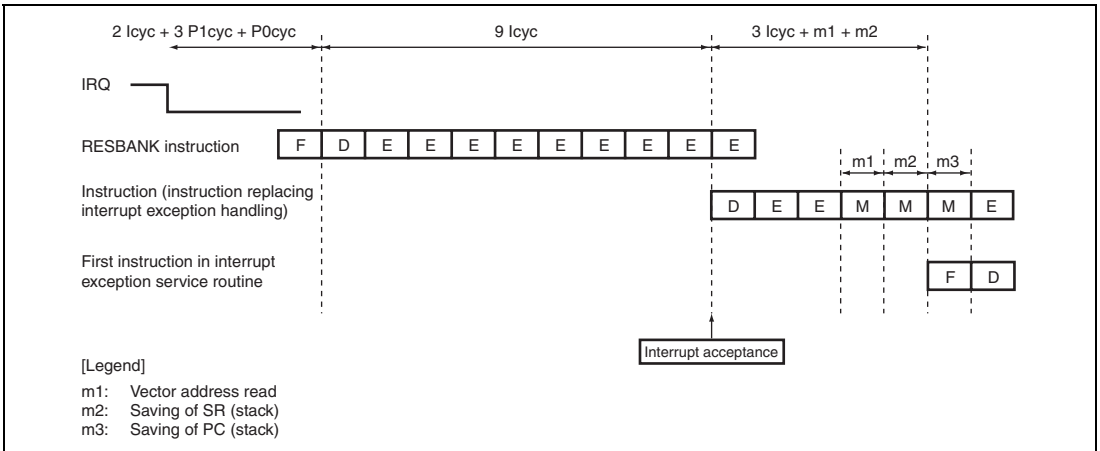 2 Icyc + 3 P1cyc + P0cyc 9 Icyc 3 Icyc + m1 + m2
IRQ
RESBANK instruction F D E E E E E E E E E
m1 m2 m3
Instruction (instruction replacing
interrupt exception handling)
D E E M M M E
First instruction in interrupt
exception service routine
F D
Interrupt acceptance
[Legend]
m1: Vector address read
m2: Saving of SR (stack)
m3: Saving of PC (stack)